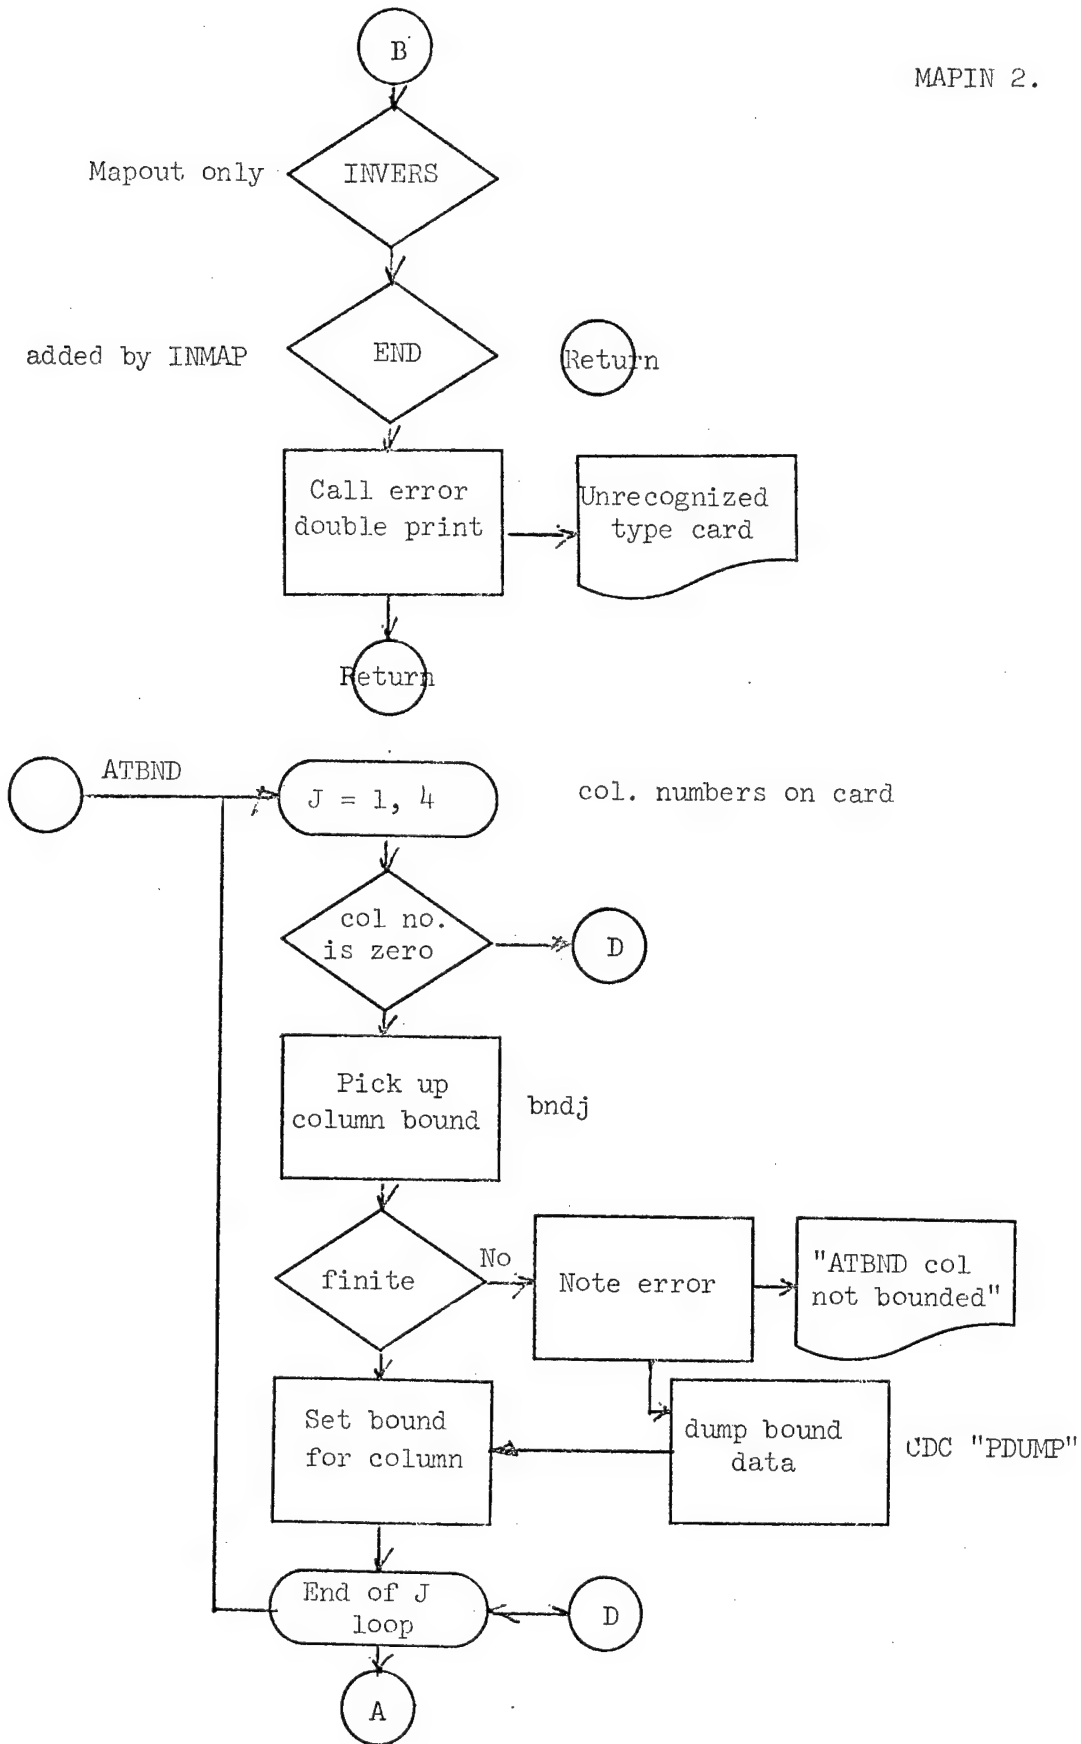 B
MAPIN 2.
Mapout only
INVERS
added by INMAP
END
Return
Call error
double print
Unrecognized
type card
Return
ATBND
J = 1, 4
col. numbers on card
col no.
is zero
D
Pick up
column bound
bndj
finite
No
Note error
"ATBND col
not bounded"
Set bound
for column
dump bound
data
CDC "PDUMP"
End of J
loop
D
A